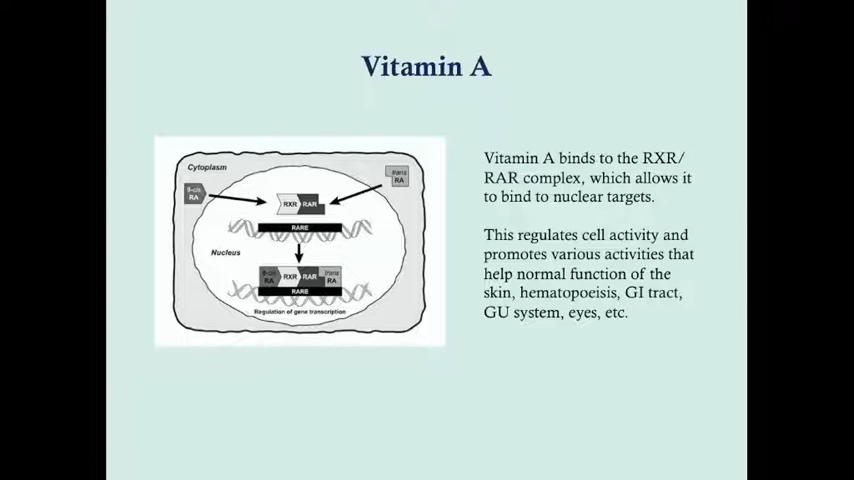 Vitamin A
Cytoplasm
9-cis
RA
trans
RA
RXR RAR
RARE
Nucleus
9-cis
RA
RXR RAR
trans
RA
RARE
Regulation of gene transcription
Vitamin A binds to the RXR/
RAR complex, which allows it
to bind to nuclear targets.
This regulates cell activity and
promotes various activities that
help normal function of the
skin, hematopoeisis, GI tract,
GU system, eyes, etc.